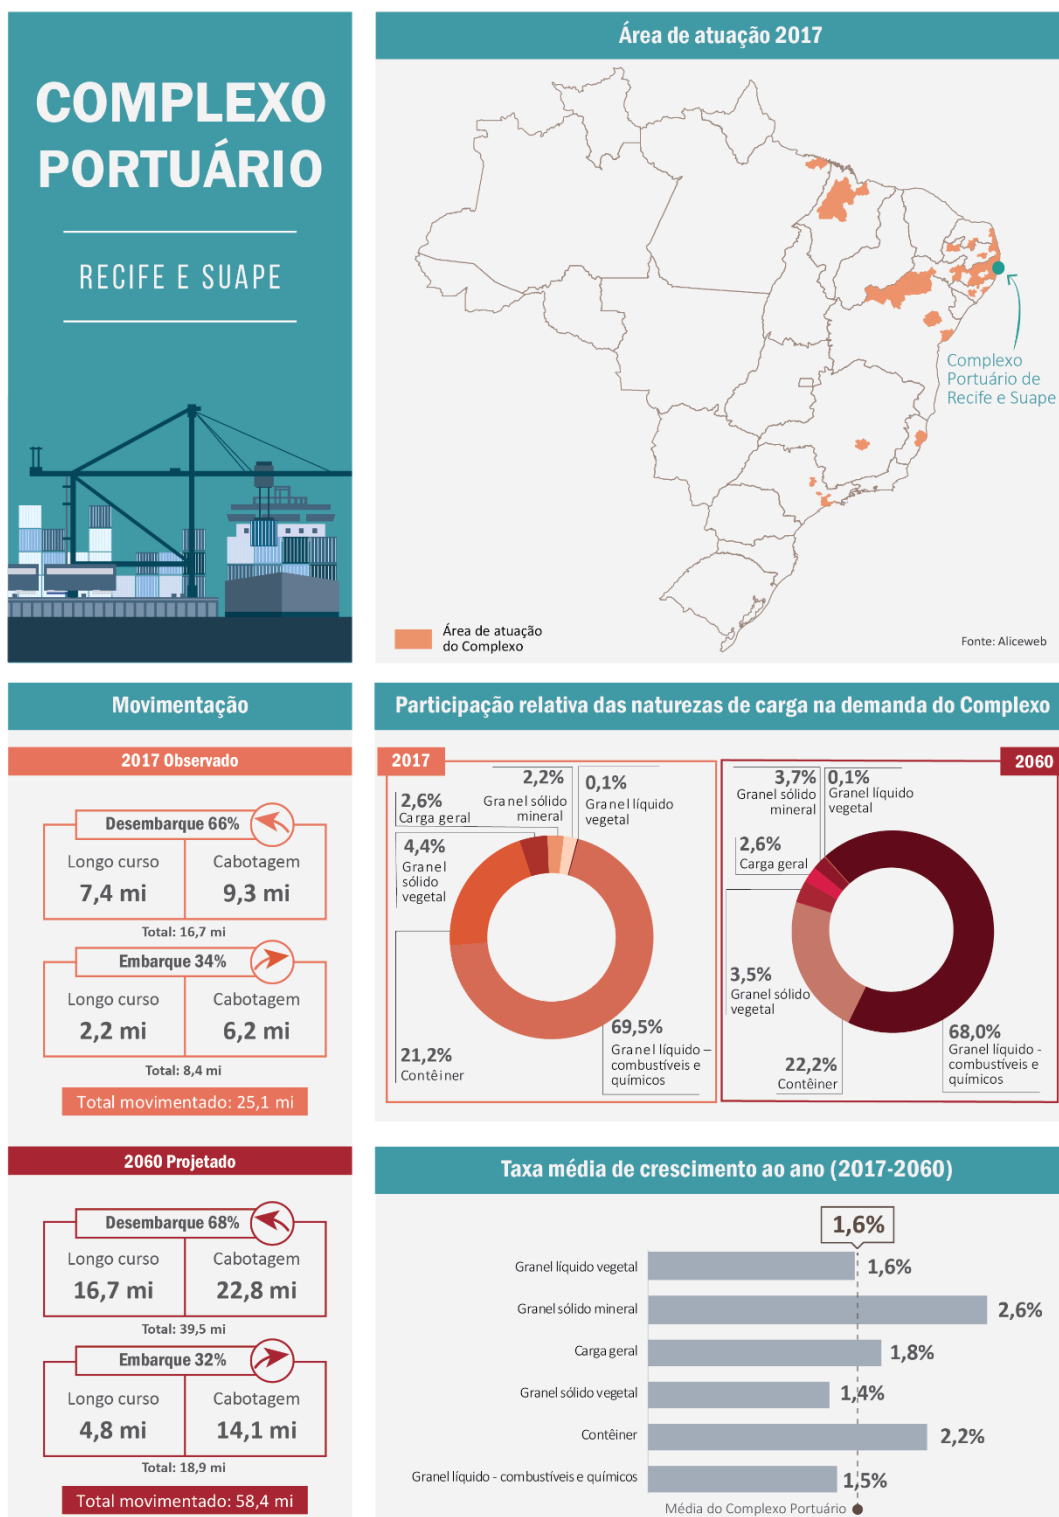 COMPLEXO
PORTUÁRIO
RECIFE E SUAPE
Área de atuação 2017
Complexo
Portuário de
Recife e Suape
Área de atuação
do Complexo
Fonte: Aliceweb
Movimentação
2017 Observado
Desembarque 66%
Longo curso
7,4 mi
Cabotagem
9,3 mi
Total: 16,7 mi
Embarque 34%
Longo curso
2,2 mi
Cabotagem
6,2 mi
Total: 8,4 mi
Total movimentado: 25,1 mi
2060 Projetado
Desembarque 68%
Longo curso
16,7 mi
Cabotagem
22,8 mi
Total: 39,5 mi
Embarque 32%
Longo curso
4,8 mi
Cabotagem
14,1 mi
Total: 18,9 mi
Total movimentado: 58,4 mi
Participação relativa das naturezas de carga na demanda do Complexo
2017
2,6%
Carga geral
2,2%
Granel sólido
mineral
0,1%
Granel líquido
vegetal
4,4%
Granel
sólido
vegetal
21,2%
Contêiner
69,5%
Granel líquido –
combustíveis e
químicos
2060
3,7%
Granel sólido
mineral
0,1%
Granel líquido
vegetal
2,6%
Carga geral
3,5%
Granel sólido
vegetal
22,2%
Contêiner
68,0%
Granel líquido -
combustíveis e
químicos
Taxa média de crescimento ao ano (2017-2060)
1,6%
Granel líquido vegetal 1,6%
Granel sólido mineral 2,6%
Carga geral 1,8%
Granel sólido vegetal 1,4%
Contêiner 2,2%
Granel líquido - combustíveis e químicos 1,5%
Média do Complexo Portuário